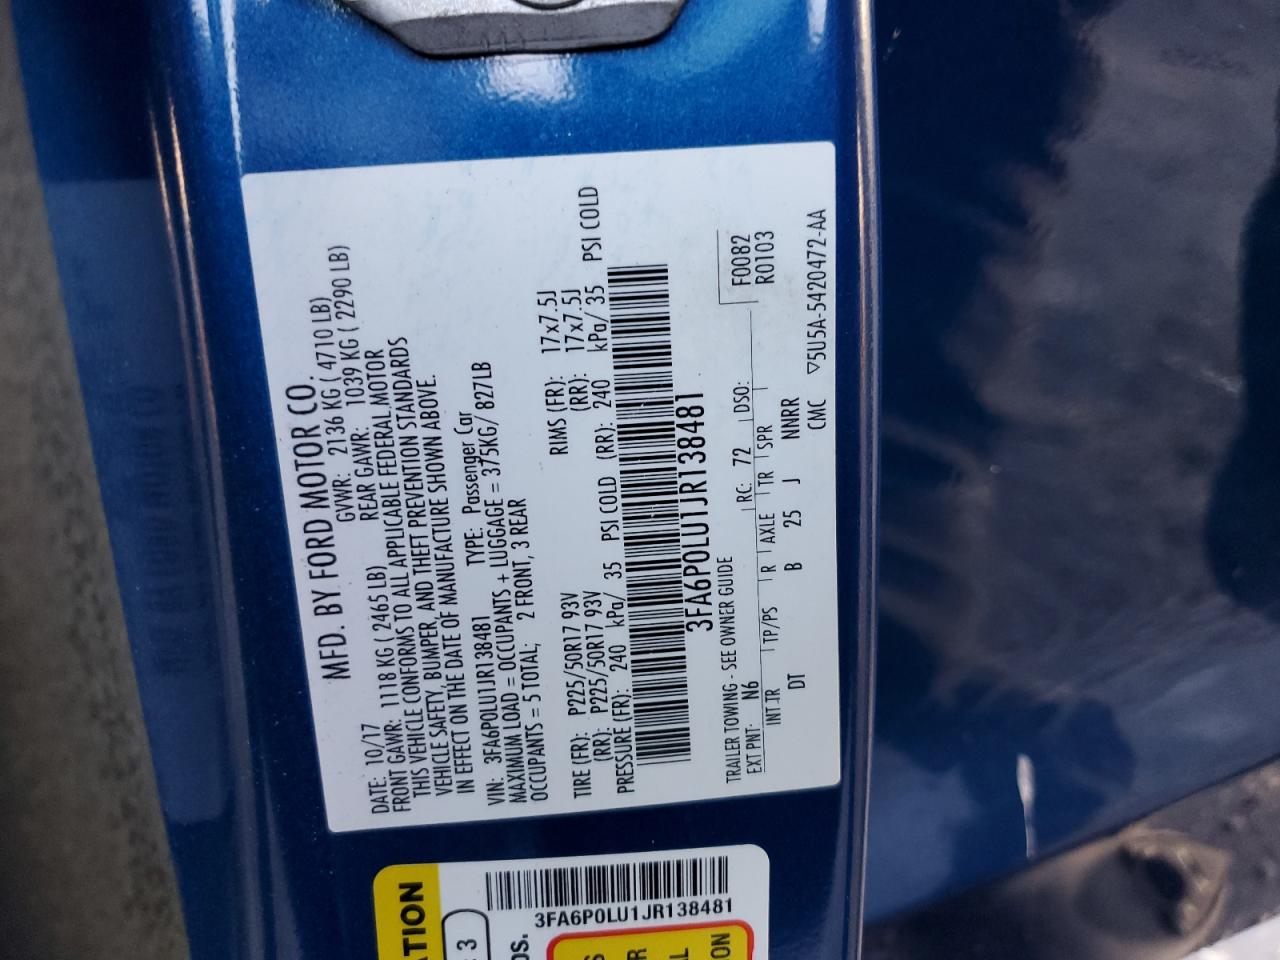 MFD. BY FORD MOTOR CO.
DATE: 10/17 GVWR: 2136 KG ( 4710 LB)
FRONT GAWR: 1118 KG ( 2465 LB) REAR GAWR: 1039 KG ( 2290 LB)
THIS VEHICLE CONFORMS TO ALL APPLICABLE FEDERAL MOTOR
VEHICLE SAFETY, BUMPER, AND THEFT PREVENTION STANDARDS
IN EFFECT ON THE DATE OF MANUFACTURE SHOWN ABOVE.
VIN: 3FA6P0LU1JR138481 TYPE: Passenger Car
MAXIMUM LOAD = OCCUPANTS + LUGGAGE = 375KG/ 827LB
OCCUPANTS = 5 TOTAL; 2 FRONT, 3 REAR
TIRE (FR): P225/50R17 93V RIMS (FR): 17x7.5J
(RR): P225/50R17 93V (RR): 17x7.5J
PRESSURE (FR): 240 kPa/ 35 PSI COLD (RR): 240 kPa/ 35 PSI COLD
3FA6P0LU1JR138481
F0082
TRAILER TOWING - SEE OWNER GUIDE R0103
EXT PNT: N6 RC: 72 DSO:
INT TR TP/PS R AXLE TR SPR
DT B 25 J NNRR
CMC ▽5U5A-5420472-AA
ATION
3
3FA6P0LU1JR138481
ON